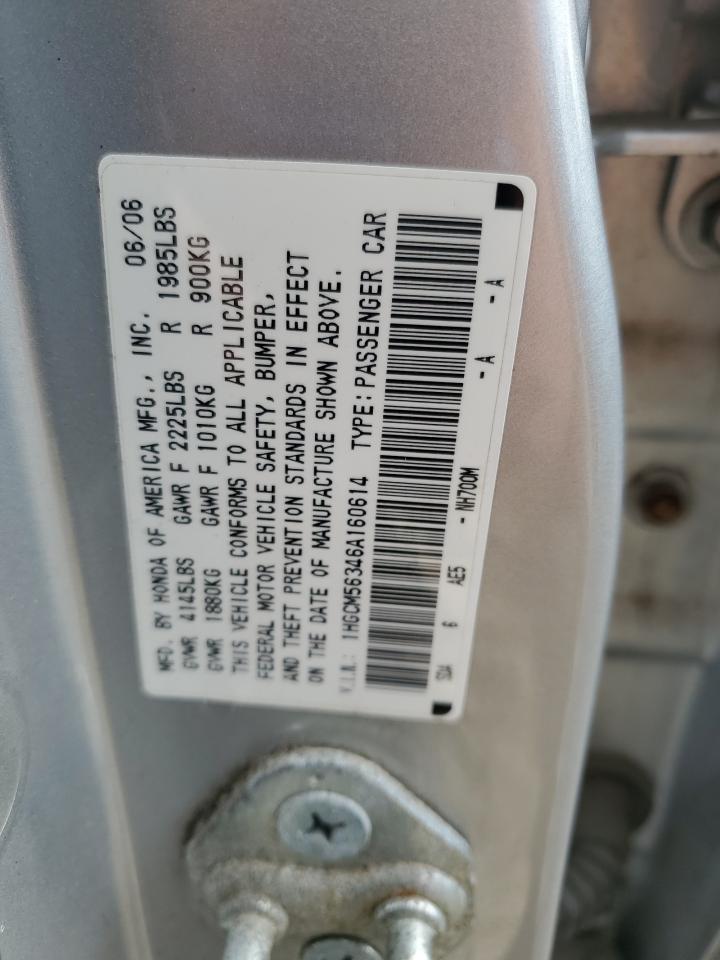 MFD. BY HONDA OF AMERICA MFG., INC. 06/06
GVWR 4145LBS GAWR F 2225LBS R 1985LBS
GVWR 1880KG GAWR F 1010KG R 900KG
THIS VEHICLE CONFORMS TO ALL APPLICABLE
FEDERAL MOTOR VEHICLE SAFETY, BUMPER,
AND THEFT PREVENTION STANDARDS IN EFFECT
ON THE DATE OF MANUFACTURE SHOWN ABOVE.
V.I.N.: 1HGCM56346A160614 TYPE: PASSENGER CAR
SDA 6 AE5 - NH700M - A - A